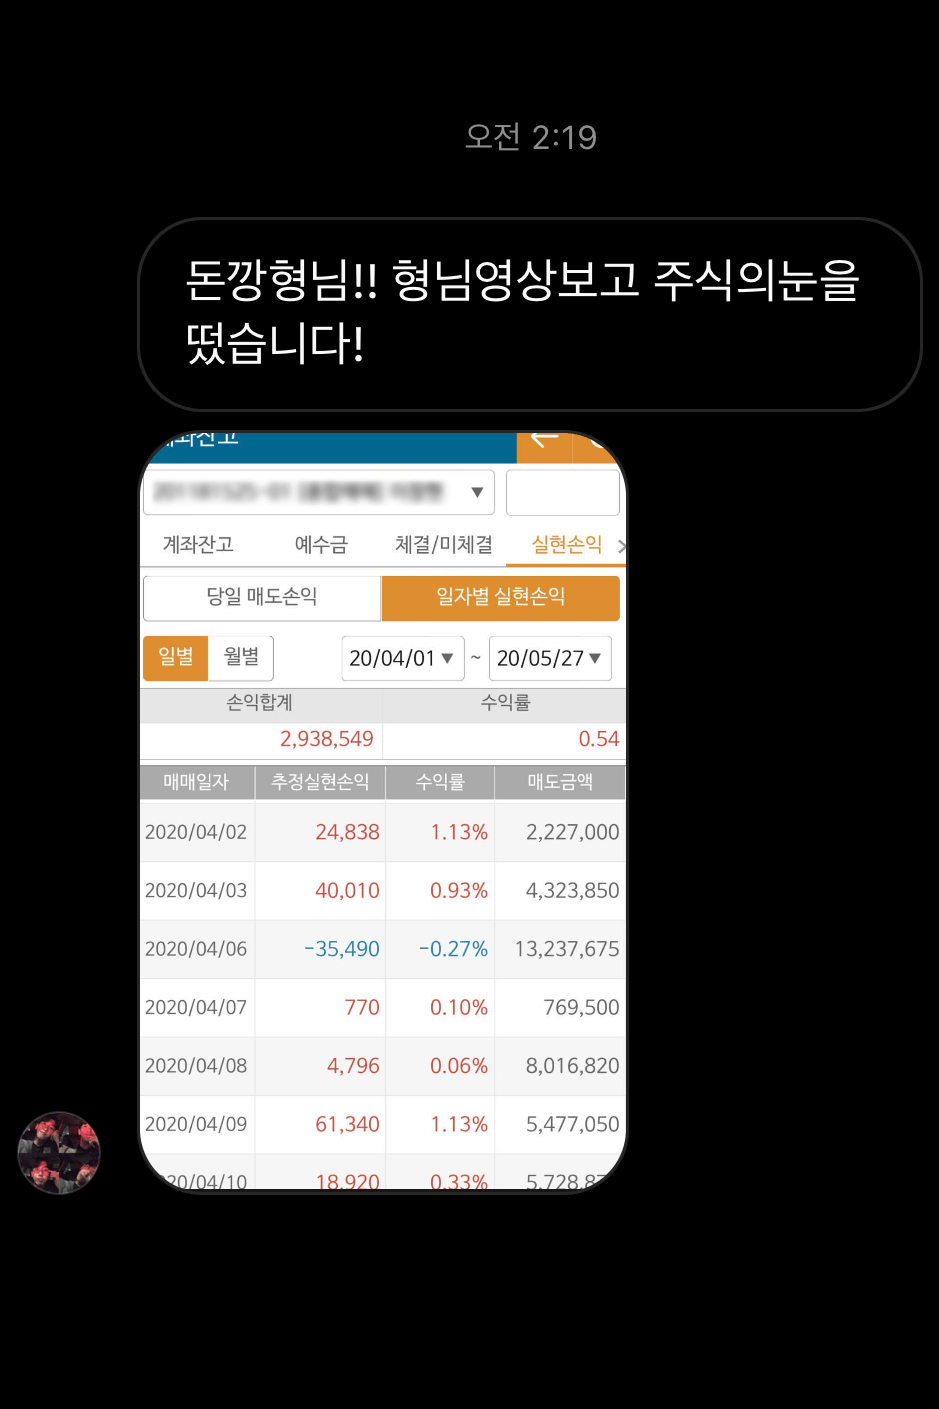 오전 2:19
돈깡형님!! 형님영상보고 주식의눈을
떴습니다!
계좌잔고
계좌잔고 예수금 체결/미체결 실현손익
당일 매도손익 일자별 실현손익
일별 월별 20/04/01 ▼ ~ 20/05/27 ▼
손익합계 수익률
2,938,549 0.54
매매일자 추정실현손익 수익률 매도금액
2020/04/02 24,838 1.13% 2,227,000
2020/04/03 40,010 0.93% 4,323,850
2020/04/06 -35,490 -0.27% 13,237,675
2020/04/07 770 0.10% 769,500
2020/04/08 4,796 0.06% 8,016,820
2020/04/09 61,340 1.13% 5,477,050
20/04/10 18,920 0.33% 5,728,8